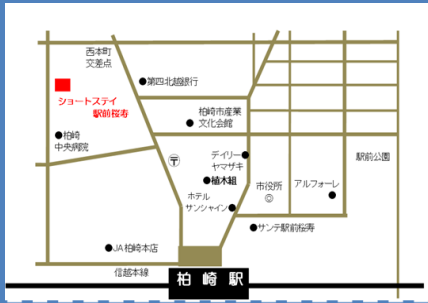 西本町
交差点
第四北越銀行
ショートステイ
駅前桜寿
柏崎市産業
文化会館
柏崎
中央病院
〒
デイリー
ヤマザキ
駅前公園
植木組
市役所
◎
アルフォーレ
ホテル
サンシャイン
サンテ駅前桜寿
JA柏崎本店
信越本線
柏崎駅